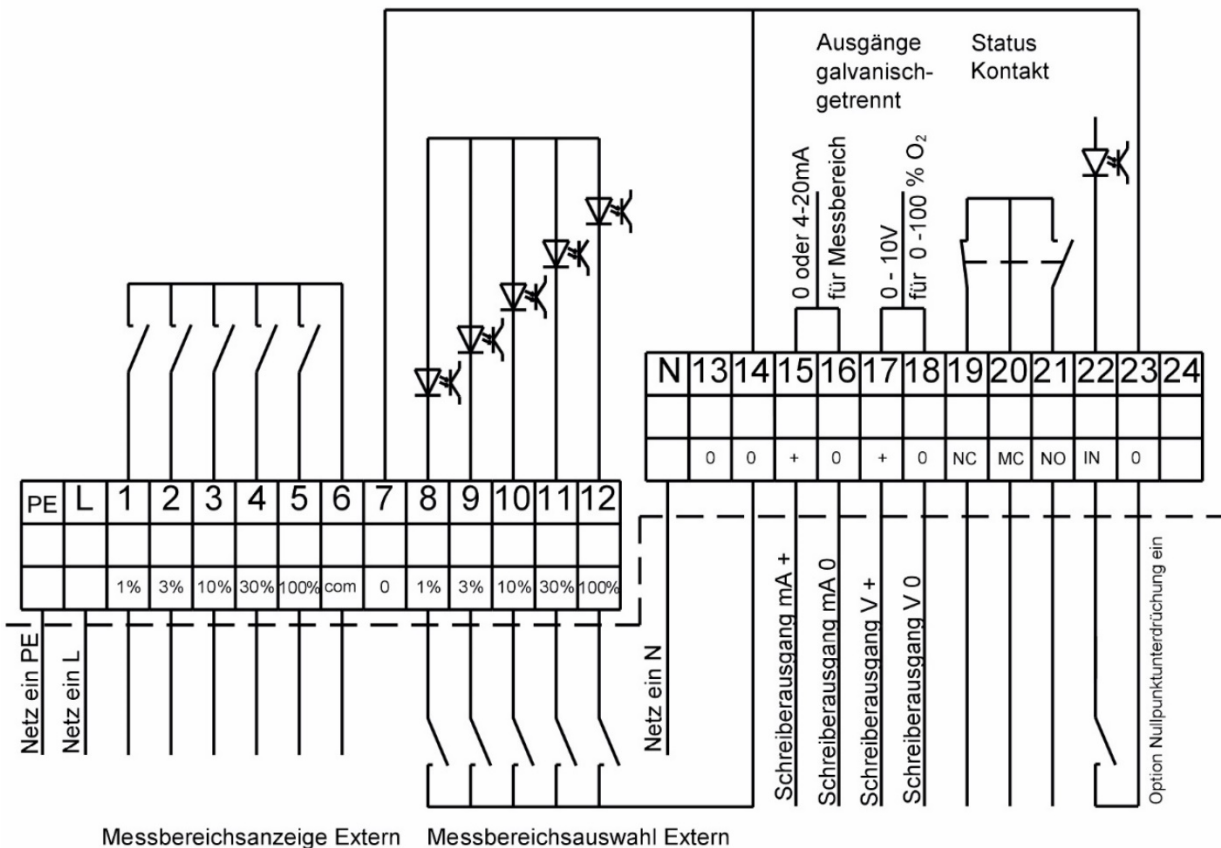 Ausgänge
galvanisch-
getrennt
Status
Kontakt
0 oder 4-20mA
für Messbereich
0 - 10V
für 0 -100 % O₂
N 13 14 15 16 17 18 19 20 21 22 23 24
0 0 + 0 + 0 NC MC NO IN 0
PE L 1 2 3 4 5 6 7 8 9 10 11 12
1% 3% 10% 30% 100% com 0 1% 3% 10% 30% 100%
Netz ein PE
Netz ein L
Netz ein N
Schreiberausgang mA +
Schreiberausgang mA 0
Schreiberausgang V +
Schreiberausgang V 0
Option Nullpunktunterdrüchung ein
Messbereichsanzeige Extern
Messbereichsauswahl Extern